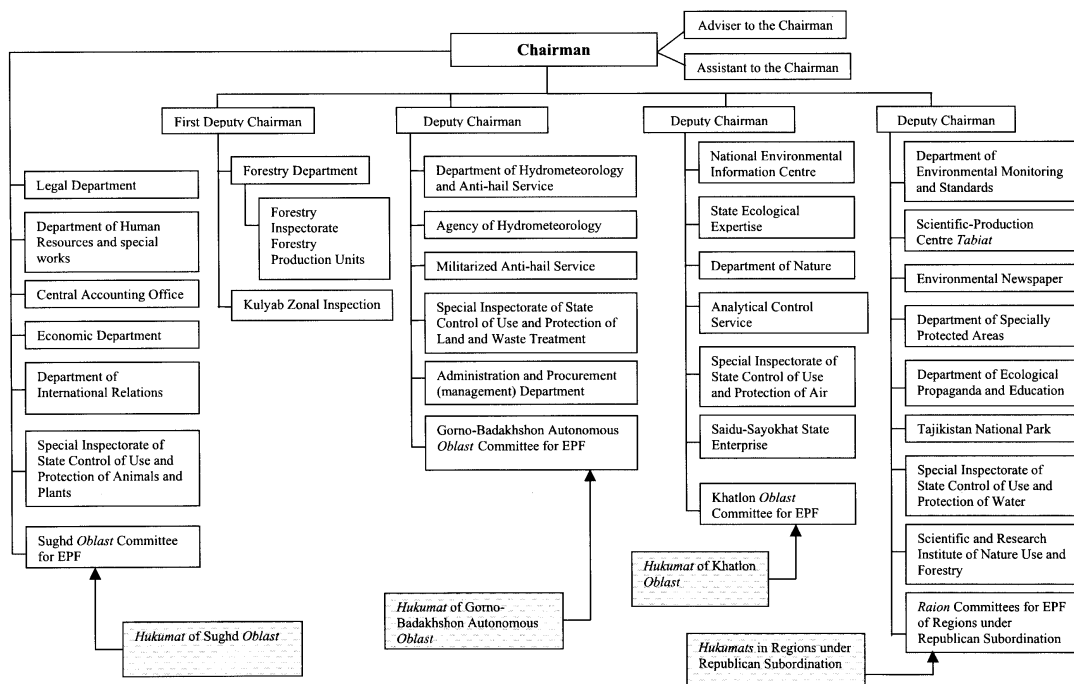 Adviser to the Chairman
Chairman
Assistant to the Chairman
First Deputy Chairman
Deputy Chairman
Deputy Chairman
Deputy Chairman
Legal Department
Department of Human
Resources and special
works
Central Accounting Office
Economic Department
Department of
International Relations
Special Inspectorate of
State Control of Use and
Protection of Animals and
Plants
Sughd Oblast Committee
for EPF
Hukumat of Sughd Oblast
Forestry Department
Forestry
Inspectorate
Forestry
Production Units
Kulyab Zonal Inspection
Department of Hydrometeorology
and Anti-hail Service
Agency of Hydrometeorology
Militarized Anti-hail Service
Special Inspectorate of State
Control of Use and Protection of
Land and Waste Treatment
Administration and Procurement
(management) Department
Gorno-Badakhshon Autonomous
Oblast Committee for EPF
Hukumat of Gorno-
Badakhshon Autonomous
Oblast
National Environmental
Information Centre
State Ecological
Expertise
Department of Nature
Analytical Control
Service
Special Inspectorate of
State Control of Use
and Protection of Air
Saidu-Sayokhat State
Enterprise
Khatlon Oblast
Committee for EPF
Hukumat of Khatlon
Oblast
Department of
Environmental Monitoring
and Standards
Scientific-Production
Centre Tabiat
Environmental Newspaper
Department of Specially
Protected Areas
Department of Ecological
Propaganda and Education
Tajikistan National Park
Special Inspectorate of
State Control of Use and
Protection of Water
Scientific and Research
Institute of Nature Use and
Forestry
Raion Committees for EPF
of Regions under
Republican Subordination
Hukumats in Regions under
Republican Subordination